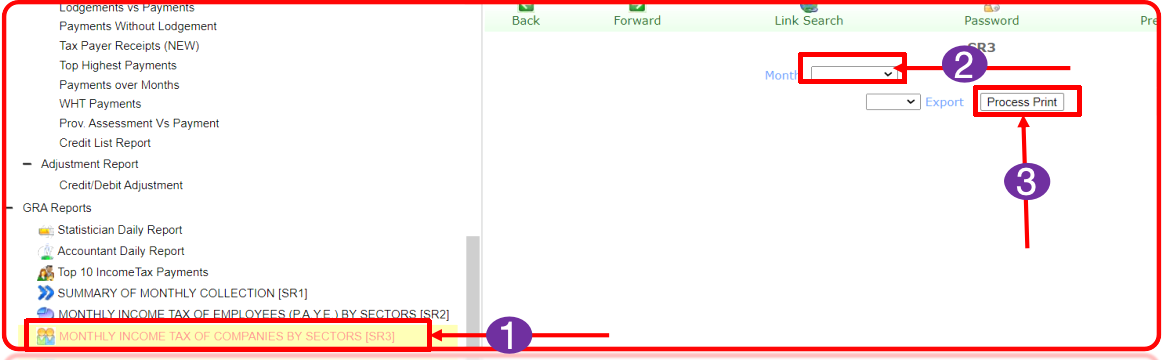 Lodgements vs Payments
Payments Without Lodgement
Tax Payer Receipts (NEW)
Top Highest Payments
Payments over Months
WHT Payments
Prov. Assessment Vs Payment
Credit List Report
Adjustment Report
Credit/Debit Adjustment
GRA Reports
Statistician Daily Report
Accountant Daily Report
Top 10 IncomeTax Payments
SUMMARY OF MONTHLY COLLECTION [SR1]
MONTHLY INCOME TAX OF EMPLOYEES (P.A.Y.E.) BY SECTORS [SR2]
MONTHLY INCOME TAX OF COMPANIES BY SECTORS [SR3]
1
Back Forward Link Search Password Pre
SR3
Month 2
Export Process Print
3